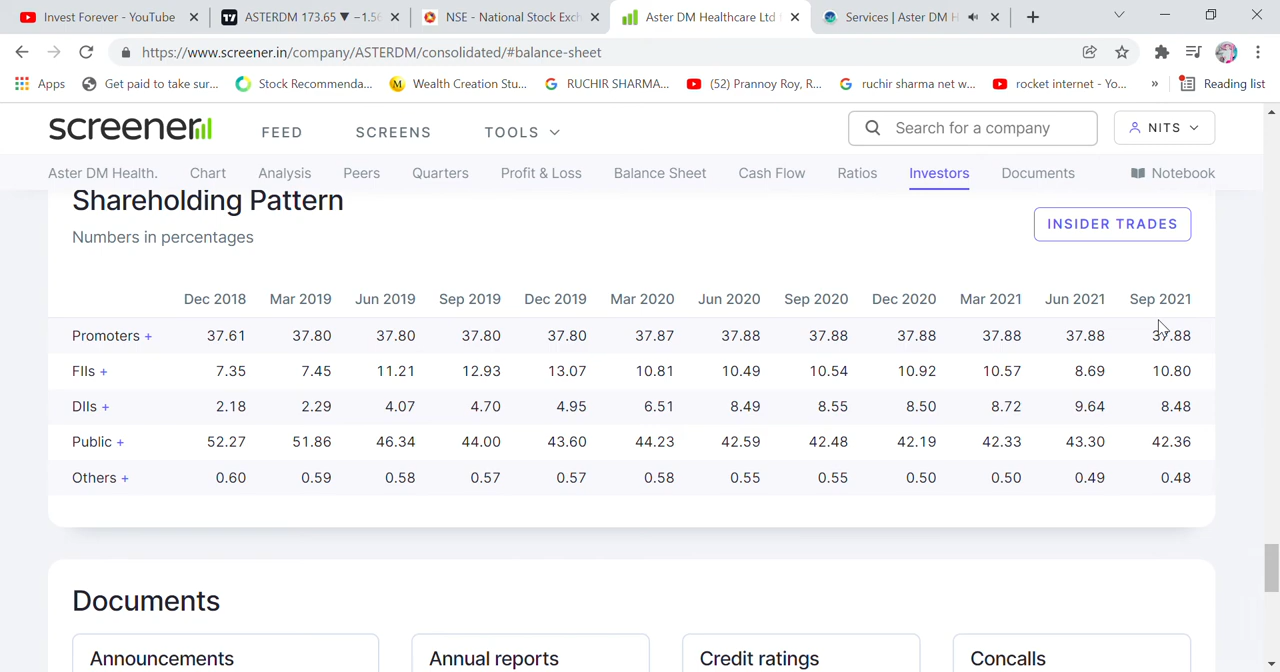 Invest Forever - YouTube
ASTERDM 173.65 ▼ −1.56
NSE - National Stock Exch
Aster DM Healthcare Ltd
Services | Aster DM H
https://www.screener.in/company/ASTERDM/consolidated/#balance-sheet
Apps Get paid to take sur... Stock Recommenda... Wealth Creation Stu... RUCHIR SHARMA... (52) Prannoy Roy, R... ruchir sharma net w... rocket internet - Yo... » Reading list
screener FEED SCREENS TOOLS Search for a company NITS
Aster DM Health. Chart Analysis Peers Quarters Profit & Loss Balance Sheet Cash Flow Ratios Investors Documents Notebook
Shareholding Pattern
Numbers in percentages
INSIDER TRADES
Dec 2018 Mar 2019 Jun 2019 Sep 2019 Dec 2019 Mar 2020 Jun 2020 Sep 2020 Dec 2020 Mar 2021 Jun 2021 Sep 2021
Promoters + 37.61 37.80 37.80 37.80 37.80 37.87 37.88 37.88 37.88 37.88 37.88 37.88
FIIs + 7.35 7.45 11.21 12.93 13.07 10.81 10.49 10.54 10.92 10.57 8.69 10.80
DIIs + 2.18 2.29 4.07 4.70 4.95 6.51 8.49 8.55 8.50 8.72 9.64 8.48
Public + 52.27 51.86 46.34 44.00 43.60 44.23 42.59 42.48 42.19 42.33 43.30 42.36
Others + 0.60 0.59 0.58 0.57 0.57 0.58 0.55 0.55 0.50 0.50 0.49 0.48
Documents
Announcements Annual reports Credit ratings Concalls